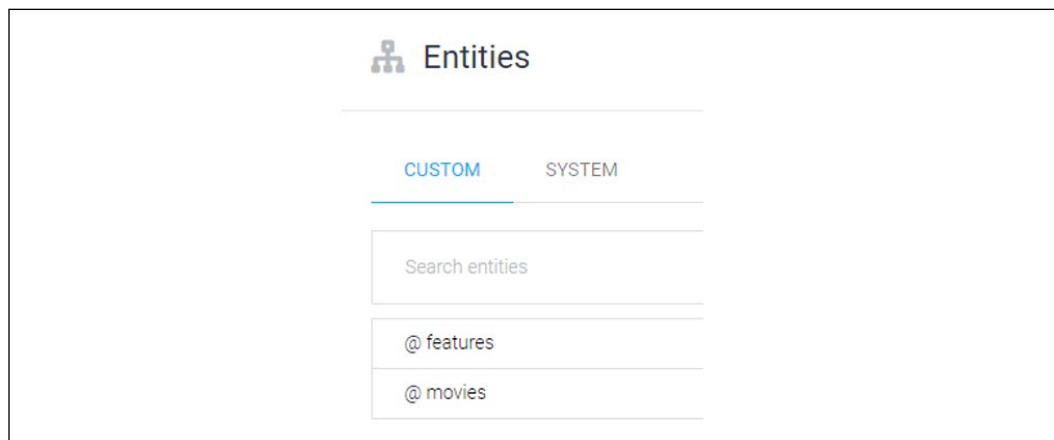 Entities
CUSTOM SYSTEM
Search entities
@ features
@ movies